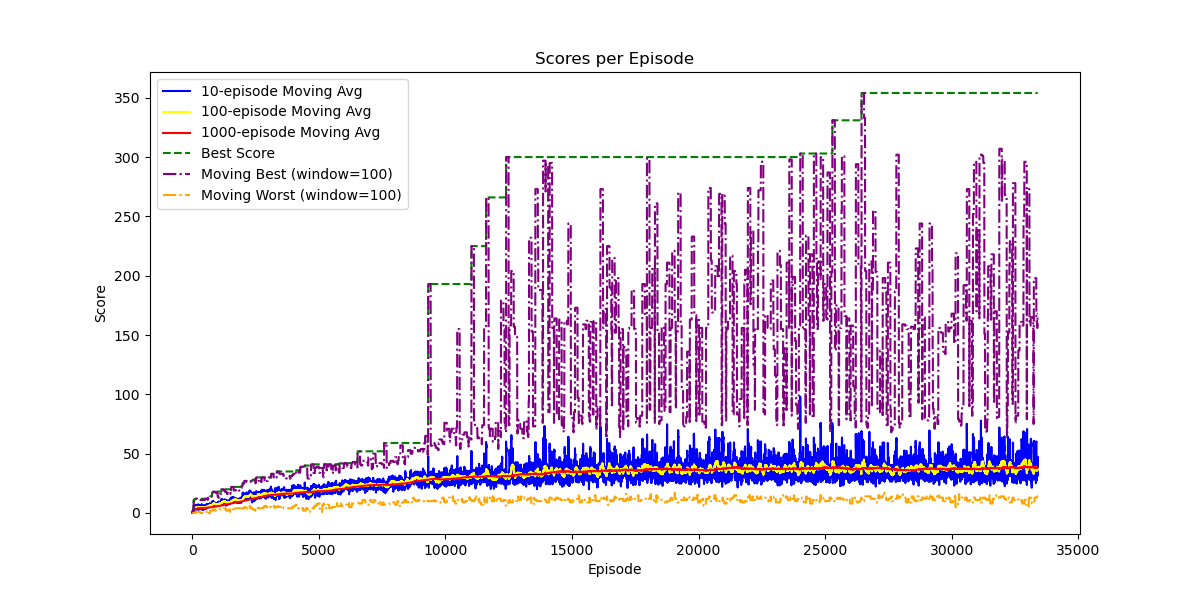 Scores per Episode
10-episode Moving Avg
100-episode Moving Avg
1000-episode Moving Avg
Best Score
Moving Best (window=100)
Moving Worst (window=100)
350
300
250
200
150
100
50
0
Score
0 5000 10000 15000 20000 25000 30000 35000
Episode